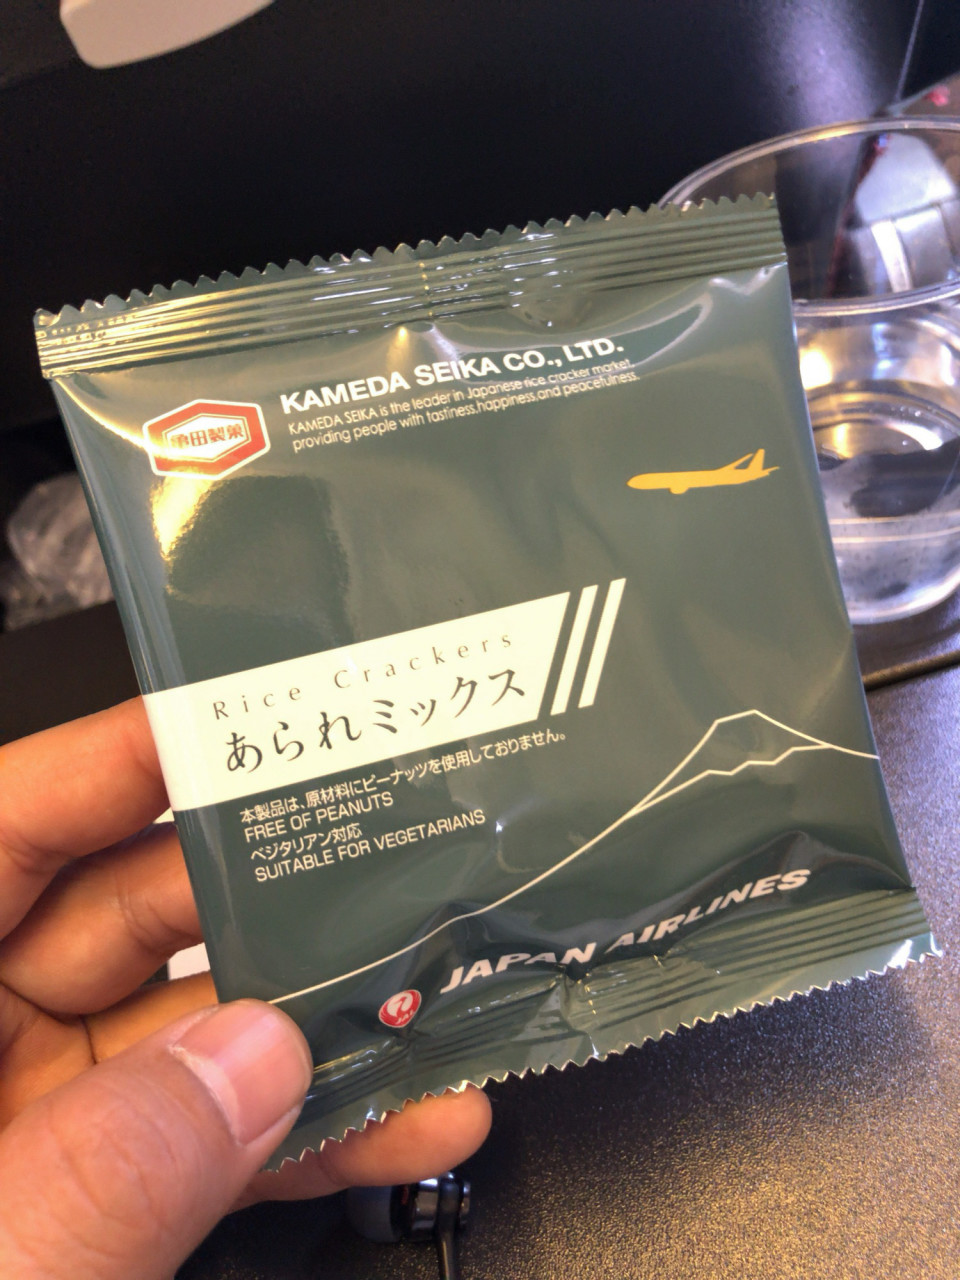 亀田製菓
KAMEDA SEIKA CO., LTD.
KAMEDA SEIKA is the leader in Japanese rice cracker market,
providing people with tastiness,happiness,and peacefulness.
Rice Crackers
あられミックス
本製品は、原材料にピーナッツを使用しておりません。
FREE OF PEANUTS
ベジタリアン対応
SUITABLE FOR VEGETARIANS
JAPAN AIRLINES
JAL